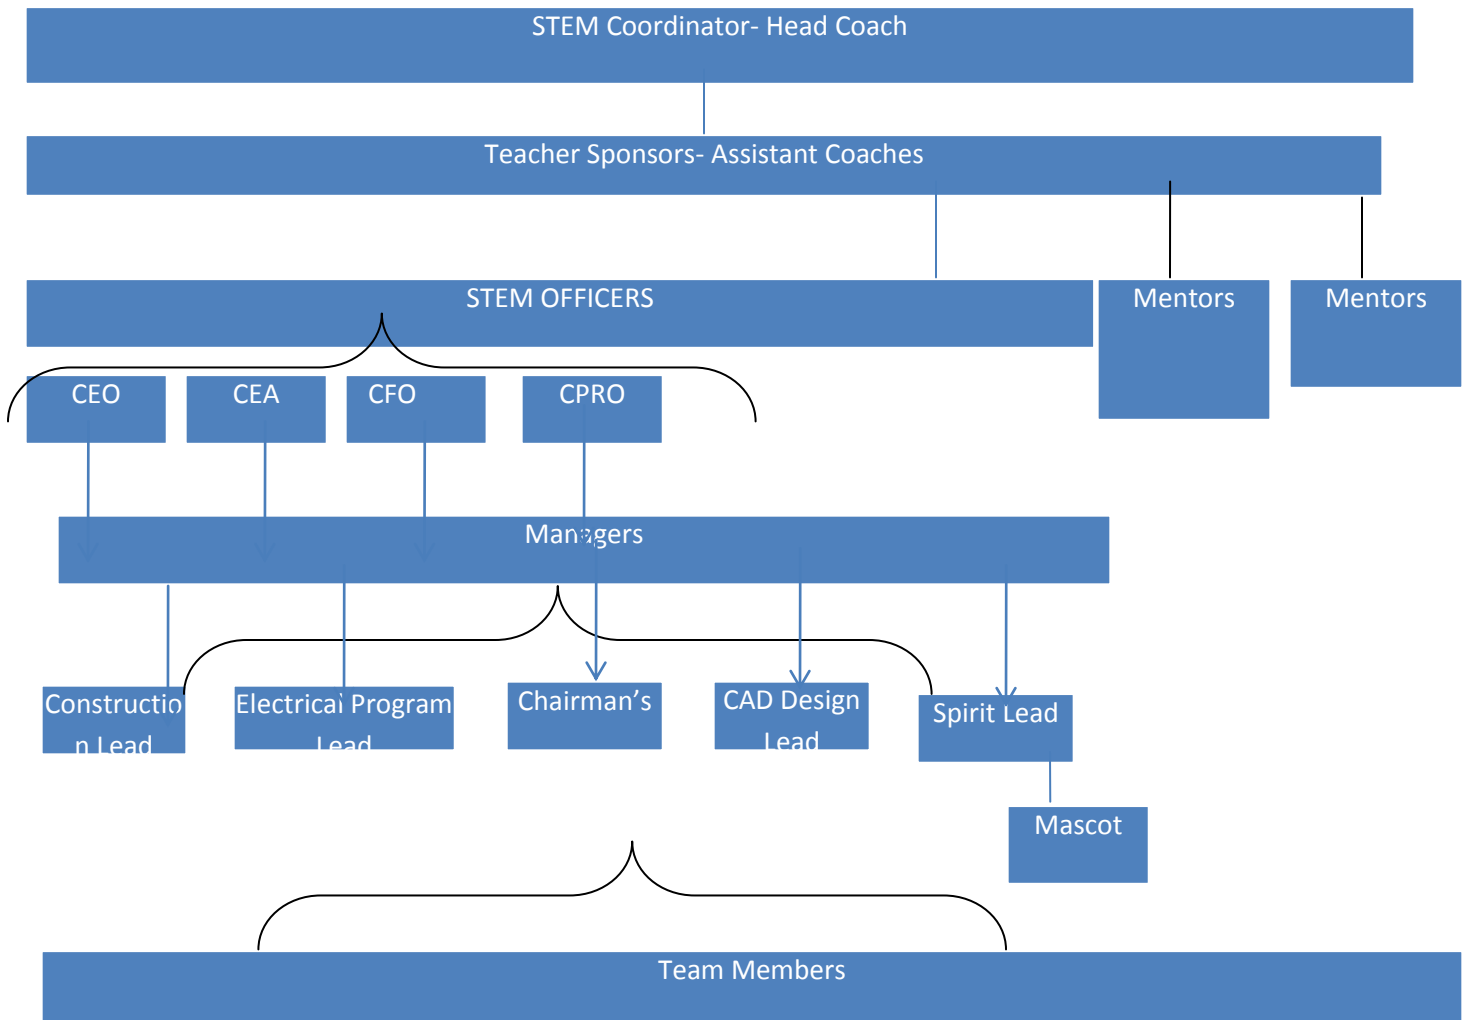 STEM Coordinator- Head Coach
Teacher Sponsors- Assistant Coaches
STEM OFFICERS
Mentors
Mentors
CEO
CEA
CFO
CPRO
Managers
Constructio
n Lead
Electrical Program
Lead
Chairman’s
CAD Design
Lead
Spirit Lead
Mascot
Team Members